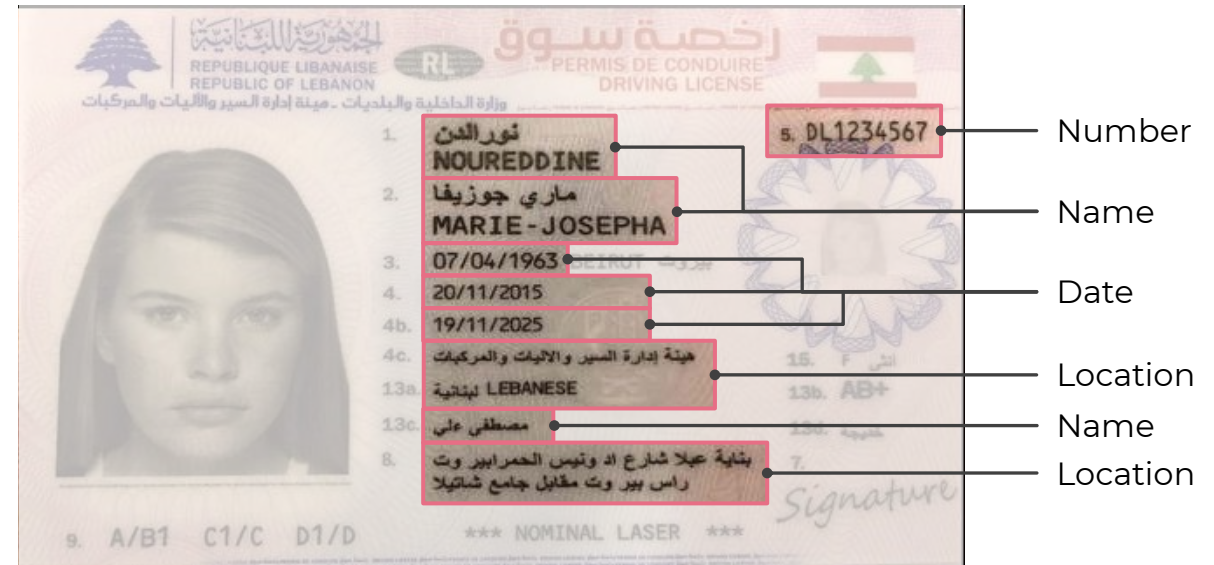 الجمهورية اللبنانية
REPUBLIQUE LIBANAISE
REPUBLIC OF LEBANON
RL
رخصة سوق
PERMIS DE CONDUIRE
DRIVING LICENSE
وزارة الداخلية والبلديات - هيئة إدارة السير والآليات والمركبات
1. نورالدن
NOUREDDINE
5. DL1234567
Number
2. ماري جوزيفا
MARIE-JOSEPHA
Name
3. 07/04/1963 BEIRUT بيروت
4. 20/11/2015
Date
4b. 19/11/2025
4c. هيئة إدارة السير والاليات والمركبات
15. F أنثى
Location
13a. لبنانية LEBANESE
13b. AB+
13c. مصطفى علي
13d. خديجة
Name
8. بناية عبلا شارع اد ونيس الحمرابير وت
راس بير وت مقابل جامع شاتيلا
7.
Signature
Location
9. A/B1 C1/C D1/D
*** NOMINAL LASER ***